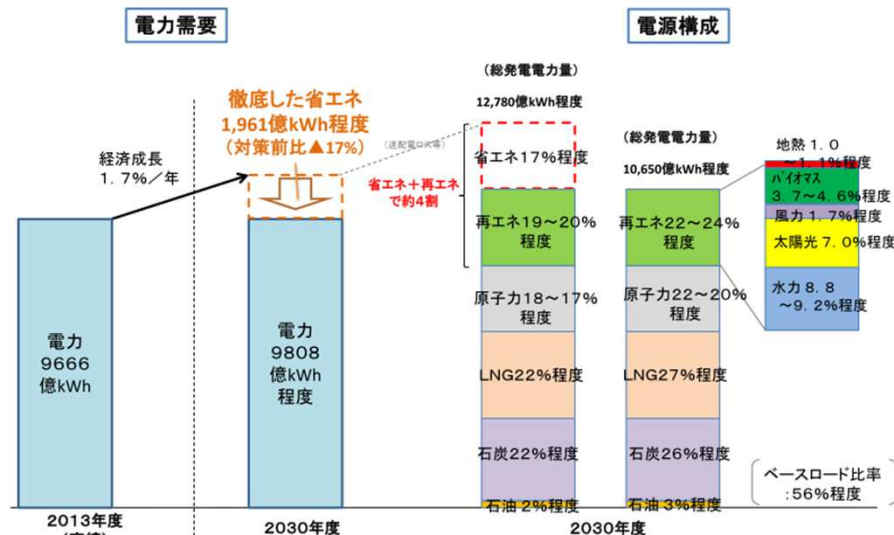 電力需要
電源構成
徹底した省エネ
1,961億kWh程度
(対策前比▲17%)
経済成長
1.7%/年
電力
9666
億kWh
電力
9808
億kWh
程度
2013年度
2030年度
(総発電電力量)
12,780億kWh程度
(送配電ロス等)
省エネ17%程度
省エネ+再エネ
で約4割
再エネ19~20%
程度
原子力18~17%
程度
LNG22%程度
石炭22%程度
石油2%程度
(総発電電力量)
10,650億kWh程度
再エネ22~24%
程度
原子力22~20%
程度
LNG27%程度
石炭26%程度
石油3%程度
2030年度
地熱1.0
~1.1%程度
バイオマス
3.7~4.6%程度
風力1.7%程度
太陽光7.0%程度
水力8.8
~9.2%程度
ベースロード比率
:56%程度